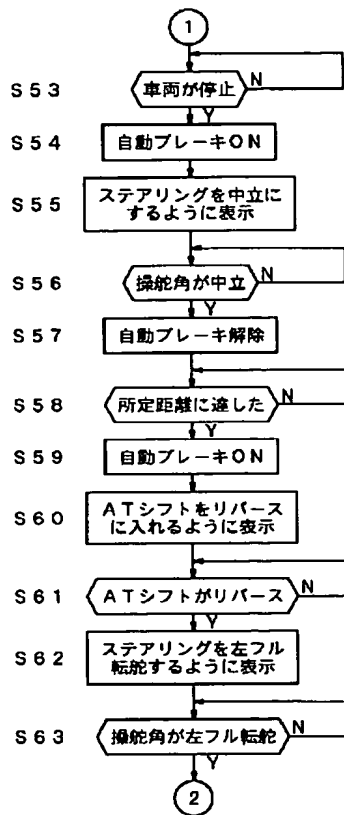 1
S53 車両が停止 N
Y
S54 自動ブレーキON
S55 ステアリングを中立に
するように表示
S56 操舵角が中立 N
Y
S57 自動ブレーキ解除
S58 所定距離に達した N
Y
S59 自動ブレーキON
S60 ATシフトをリバース
に入れるように表示
S61 ATシフトがリバース N
Y
S62 ステアリングを左フル
転舵するように表示
S63 操舵角が左フル転舵 N
Y
2